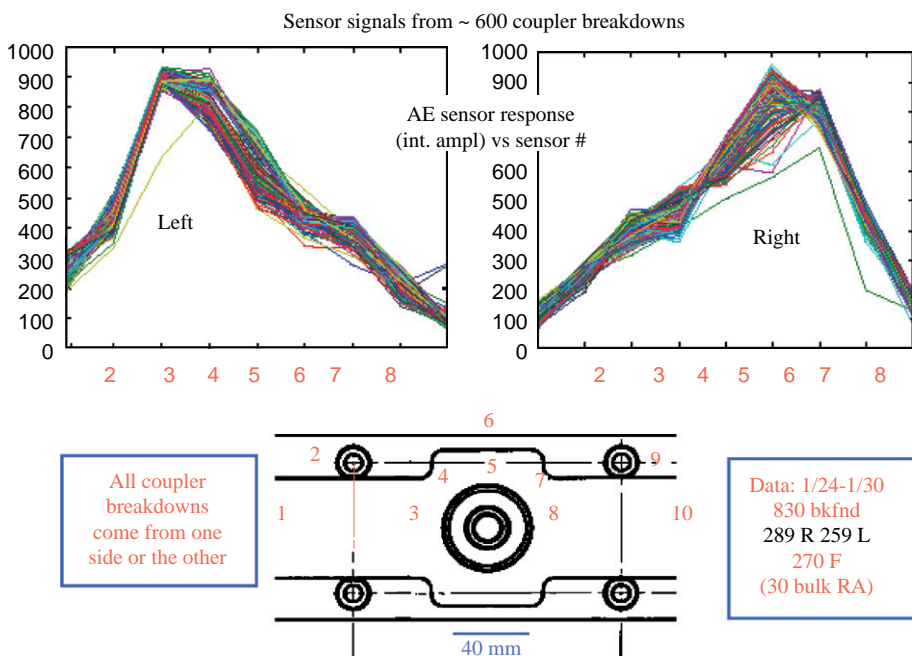 Sensor signals from ~ 600 coupler breakdowns
1000
900
800
700
600
500
400
300
200
100
0
Left
2 3 4 5 6 7 8
AE sensor response
(int. ampl) vs sensor #
1000
900
800
700
600
500
400
300
200
100
0
Right
2 3 4 5 6 7 8
All coupler
breakdowns
come from one
side or the other
6
2 5 9
4 7
1 3 8 10
40 mm
Data: 1/24-1/30
830 bkfnd
289 R 259 L
270 F
(30 bulk RA)